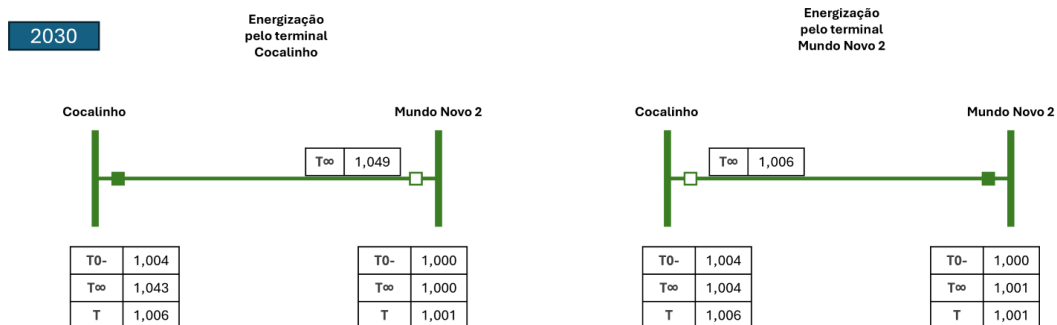 2030
Energização
pelo terminal
Cocalinho
Cocalinho
Mundo Novo 2
T∞ 1,049
T0- 1,004
T∞ 1,043
T 1,006
T0- 1,000
T∞ 1,000
T 1,001
Energização
pelo terminal
Mundo Novo 2
Cocalinho
Mundo Novo 2
T∞ 1,006
T0- 1,004
T∞ 1,004
T 1,006
T0- 1,000
T∞ 1,001
T 1,001